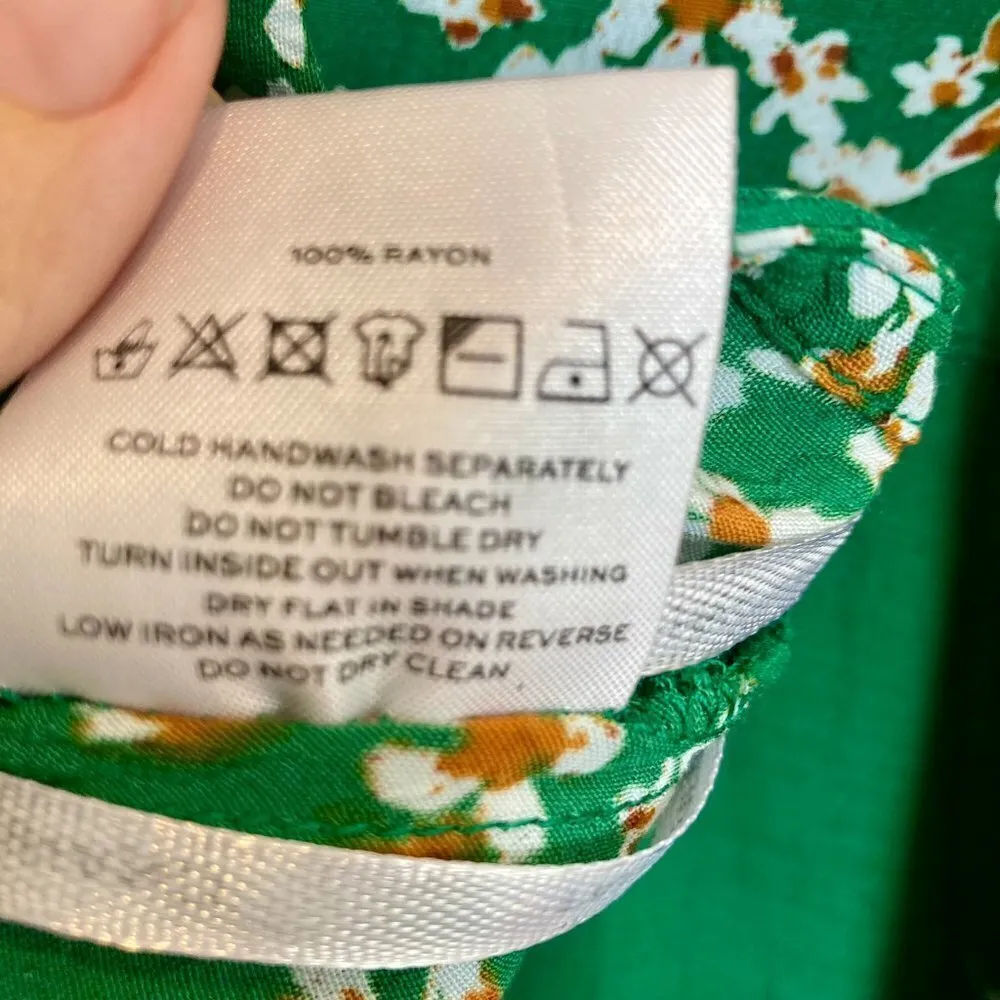 100% RAYON
COLD HANDWASH SEPARATELY
DO NOT BLEACH
DO NOT TUMBLE DRY
TURN INSIDE OUT WHEN WASHING
DRY FLAT IN SHADE
LOW IRON AS NEEDED ON REVERSE
DO NOT DRY CLEAN